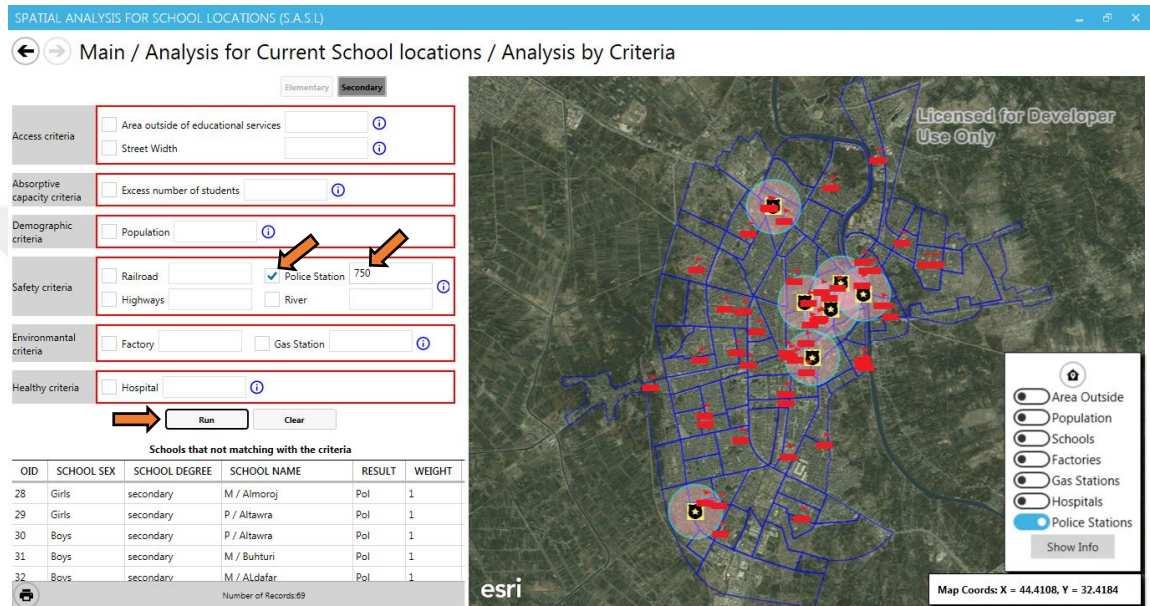 SPATIAL ANALYSIS FOR SCHOOL LOCATIONS (S.A.S.L)
Main / Analysis for Current School locations / Analysis by Criteria
Elementary Secondary
Access criteria
Area outside of educational services
Street Width
Absorptive
capacity criteria
Excess number of students
Demographic
criteria
Population
Safety criteria
Railroad
Police Station 750
Highways
River
Environmantal
criteria
Factory
Gas Station
Healthy criteria
Hospital
Run Clear
Schools that not matching with the criteria
OID SCHOOL SEX SCHOOL DEGREE SCHOOL NAME RESULT WEIGHT
28 Girls secondary M / Almoroj Pol 1
29 Girls secondary P / Altawra Pol 1
30 Boys secondary P / Altawra Pol 1
31 Boys secondary M / Buhturi Pol 1
32 Boys secondary M / ALdafar Pol 1
Number of Records:69
Licensed for Developer
Use Only
Area Outside
Population
Schools
Factories
Gas Stations
Hospitals
Police Stations
Show Info
esri
Map Coords: X = 44.4108, Y = 32.4184